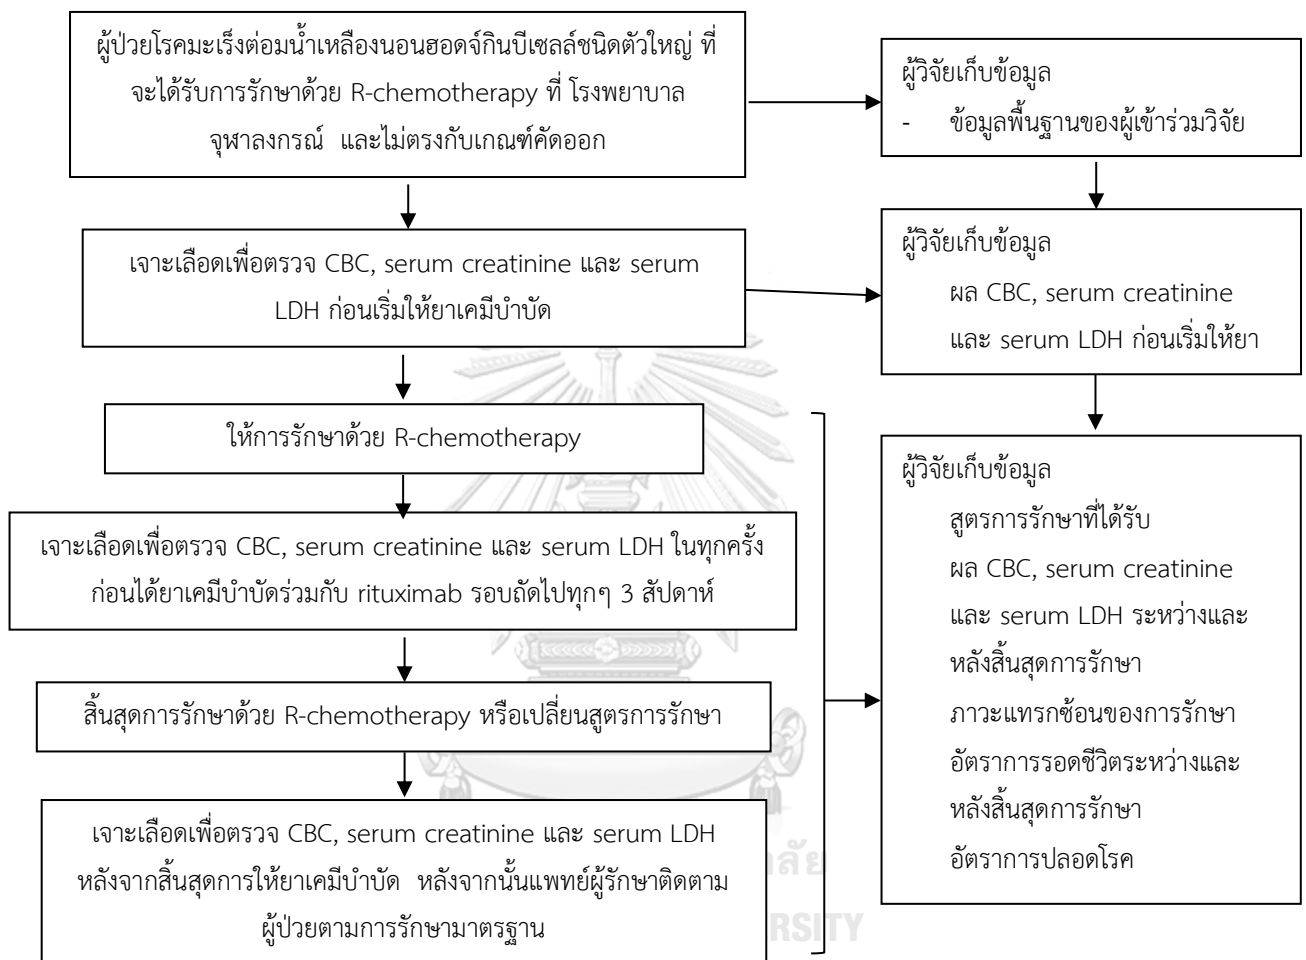 ผู้ป่วยโรคมะเร็งต่อมน้ำเหลืองนอนฮอดจ์กินบีเซลล์ชนิดตัวใหญ่ ที่
จะได้รับการรักษาด้วย R-chemotherapy ที่ โรงพยาบาล
จุฬาลงกรณ์ และไม่ตรงกับเกณฑ์คัดออก
ผู้วิจัยเก็บข้อมูล
- ข้อมูลพื้นฐานของผู้เข้าร่วมวิจัย
เจาะเลือดเพื่อตรวจ CBC, serum creatinine และ serum
LDH ก่อนเริ่มให้ยาเคมีบำบัด
ผู้วิจัยเก็บข้อมูล
ผล CBC, serum creatinine
และ serum LDH ก่อนเริ่มให้ยา
ให้การรักษาด้วย R-chemotherapy
เจาะเลือดเพื่อตรวจ CBC, serum creatinine และ serum LDH ในทุกครั้ง
ก่อนได้ยาเคมีบำบัดร่วมกับ rituximab รอบถัดไปทุกๆ 3 สัปดาห์
สิ้นสุดการรักษาด้วย R-chemotherapy หรือเปลี่ยนสูตรการรักษา
เจาะเลือดเพื่อตรวจ CBC, serum creatinine และ serum LDH
หลังจากสิ้นสุดการให้ยาเคมีบำบัด หลังจากนั้นแพทย์ผู้รักษาติดตาม
ผู้ป่วยตามการรักษามาตรฐาน
ผู้วิจัยเก็บข้อมูล
สูตรการรักษาที่ได้รับ
ผล CBC, serum creatinine
และ serum LDH ระหว่างและ
หลังสิ้นสุดการรักษา
ภาวะแทรกซ้อนของการรักษา
อัตราการรอดชีวิตระหว่างและ
หลังสิ้นสุดการรักษา
อัตราการปลอดโรค
ลัย
RSITY